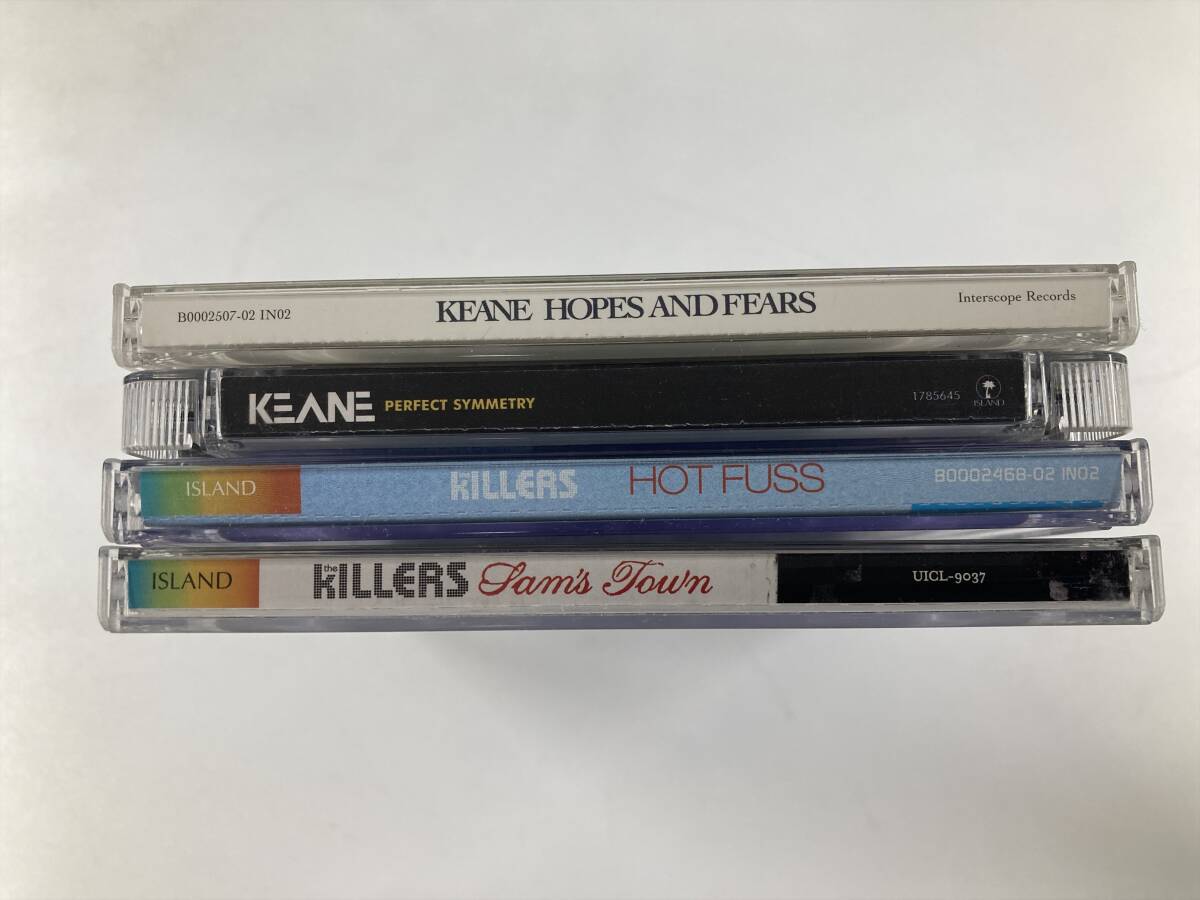 B0002507-02 IN02 KEANE HOPES AND FEARS Interscope Records
KEANE PERFECT SYMMETRY 1785645 ISLAND
ISLAND the KILLERS HOT FUSS B0002468-02 IN02
ISLAND the KILLERS Sam's Town UICL-9037